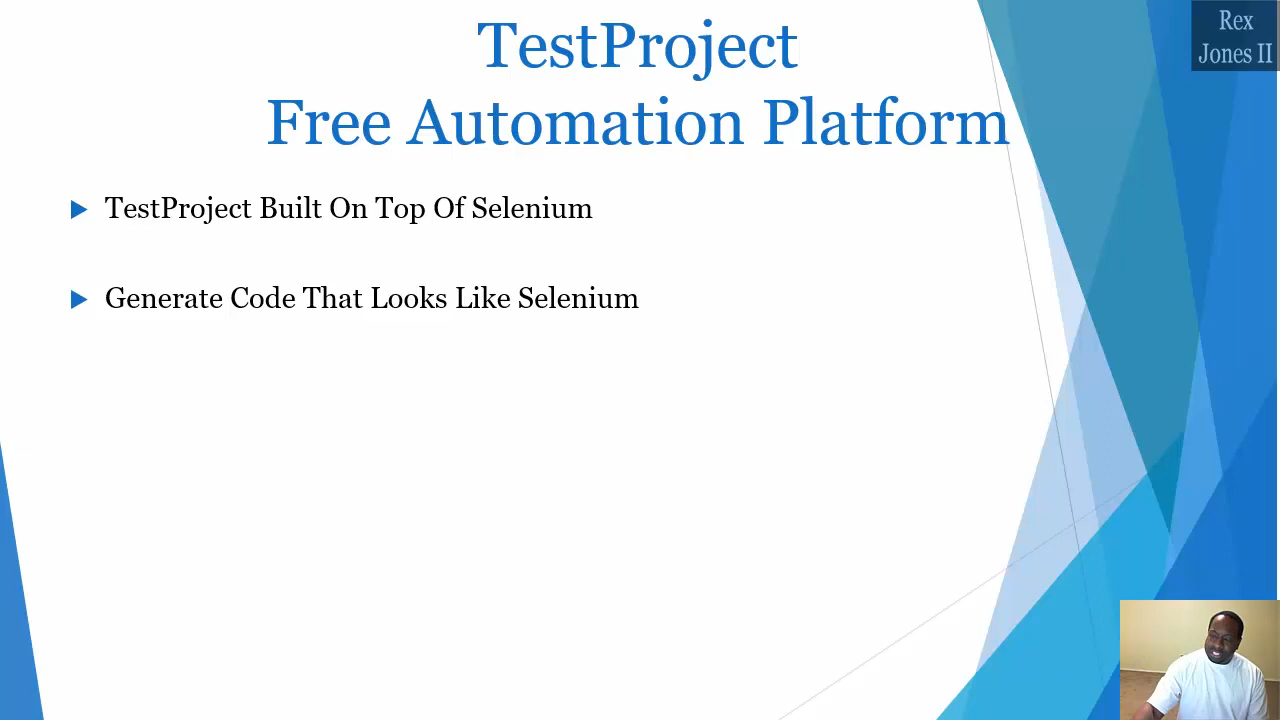 TestProject
Free Automation Platform
Rex
Jones II
TestProject Built On Top Of Selenium
Generate Code That Looks Like Selenium